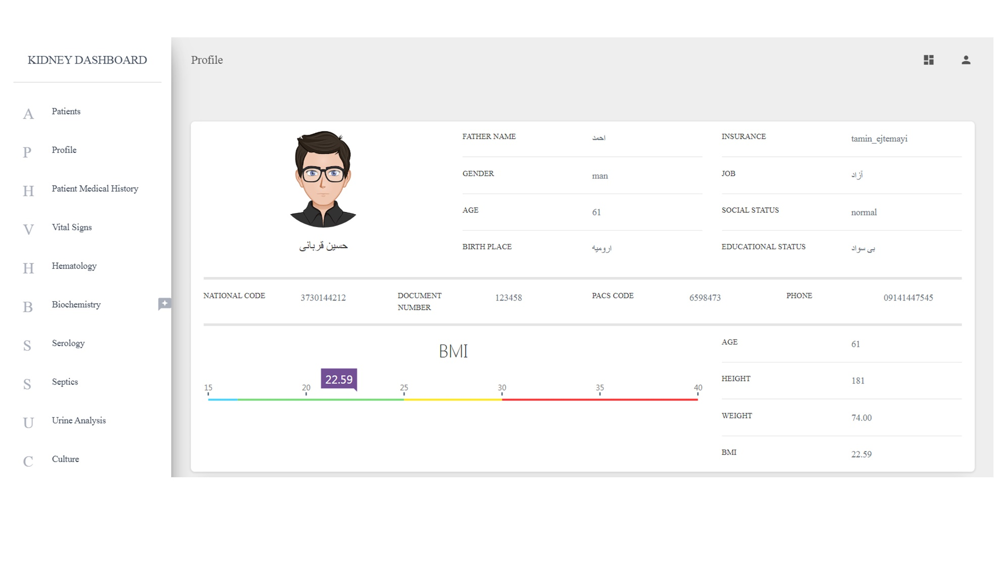 KIDNEY DASHBOARD
A Patients
P Profile
H Patient Medical History
V Vital Signs
H Hematology
B Biochemistry
S Serology
S Septics
U Urine Analysis
C Culture
Profile
حسین قربانی
FATHER NAME احمد
GENDER man
AGE 61
BIRTH PLACE ارومیه
INSURANCE tamin_ejtemayi
JOB آزاد
SOCIAL STATUS normal
EDUCATIONAL STATUS بی سواد
NATIONAL CODE 3730144212
DOCUMENT
NUMBER
123458
PACS CODE 6598473
PHONE 09141447545
BMI
22.59
15 20 25 30 35 40
AGE 61
HEIGHT 181
WEIGHT 74.00
BMI 22.59